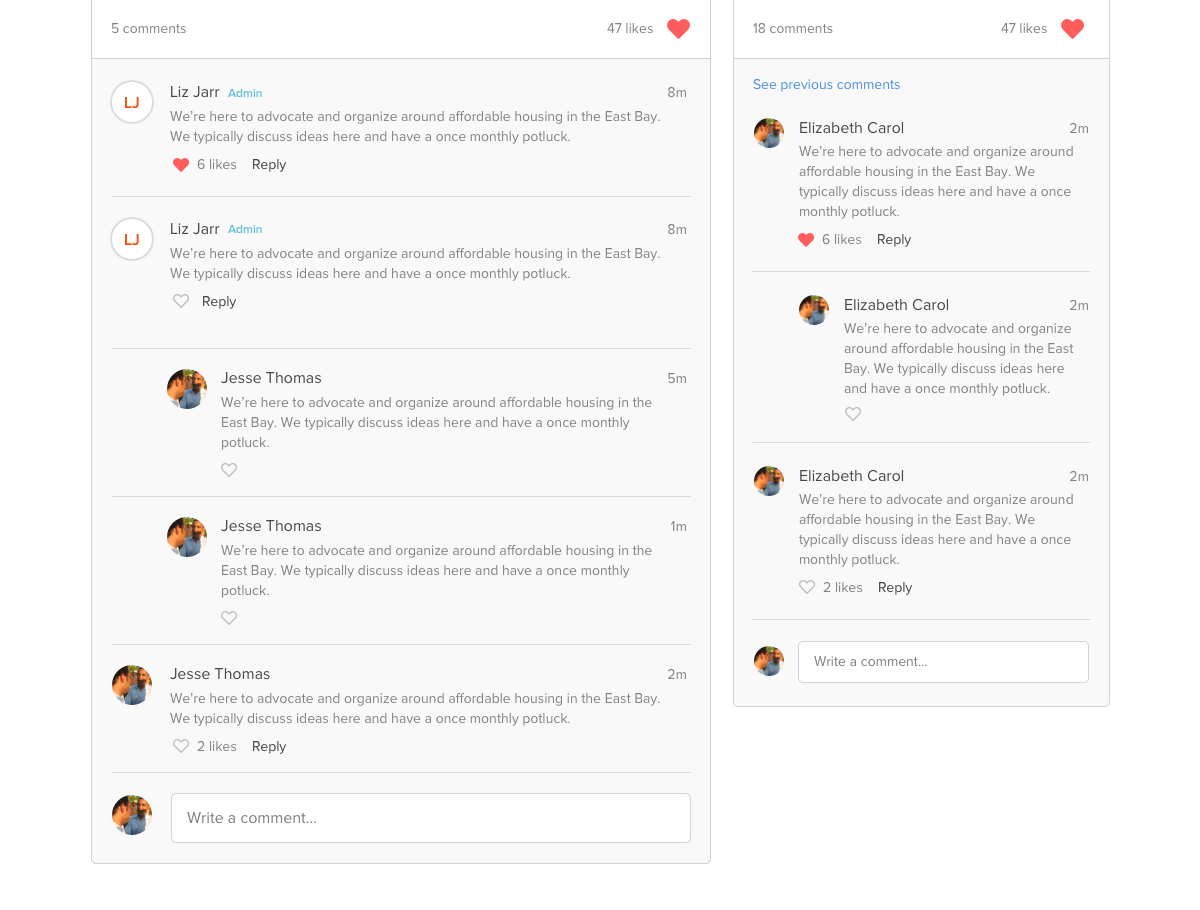 5 comments
47 likes
LJ
Liz Jarr Admin
8m
We're here to advocate and organize around affordable housing in the East Bay.
We typically discuss ideas here and have a once monthly potluck.
6 likes Reply
LJ
Liz Jarr Admin
8m
We're here to advocate and organize around affordable housing in the East Bay.
We typically discuss ideas here and have a once monthly potluck.
Reply
Jesse Thomas
5m
We're here to advocate and organize around affordable housing in the
East Bay. We typically discuss ideas here and have a once monthly
potluck.
Jesse Thomas
1m
We're here to advocate and organize around affordable housing in the
East Bay. We typically discuss ideas here and have a once monthly
potluck.
Jesse Thomas
2m
We're here to advocate and organize around affordable housing in the East Bay.
We typically discuss ideas here and have a once monthly potluck.
2 likes Reply
Write a comment...
18 comments
47 likes
See previous comments
Elizabeth Carol
2m
We're here to advocate and organize around
affordable housing in the East Bay. We
typically discuss ideas here and have a once
monthly potluck.
6 likes Reply
Elizabeth Carol
2m
We're here to advocate and organize
around affordable housing in the East
Bay. We typically discuss ideas here
and have a once monthly potluck.
Elizabeth Carol
2m
We're here to advocate and organize around
affordable housing in the East Bay. We
typically discuss ideas here and have a once
monthly potluck.
2 likes Reply
Write a comment...